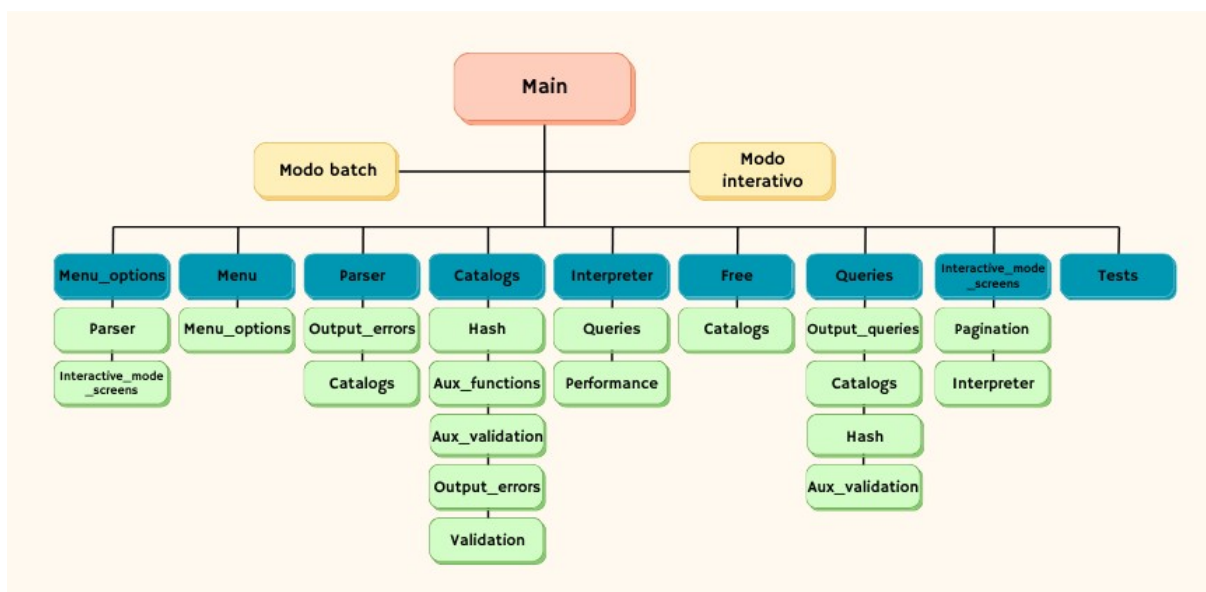 Main
Modo batch
Modo
interativo
Menu_options
Menu
Parser
Catalogs
Interpreter
Free
Queries
Interactive_mode
_screens
Tests
Parser
Menu_options
Output_errors
Hash
Queries
Catalogs
Output_queries
Pagination
Interactive_mode
_screens
Catalogs
Aux_functions
Performance
Catalogs
Interpreter
Aux_validation
Hash
Output_errors
Aux_validation
Validation